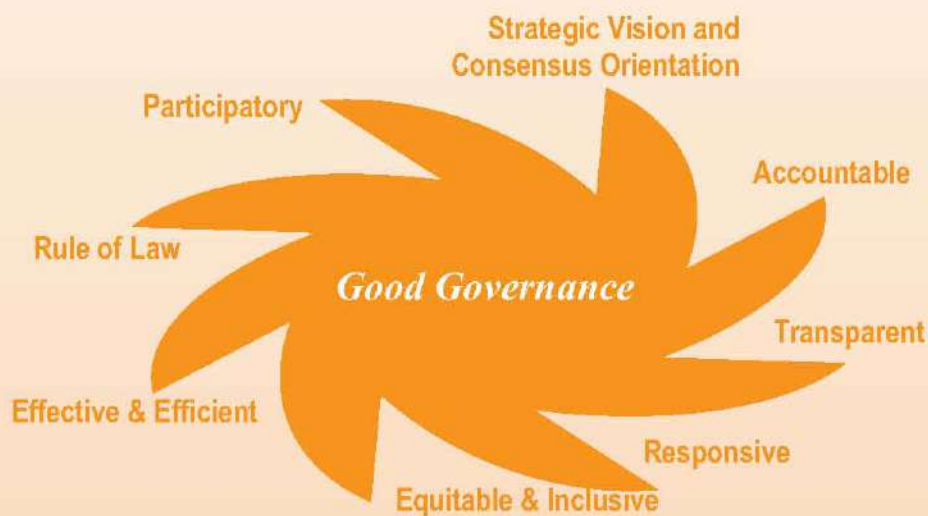 Strategic Vision and
Consensus Orientation
Participatory
Accountable
Rule of Law
Good Governance
Transparent
Effective & Efficient
Responsive
Equitable & Inclusive